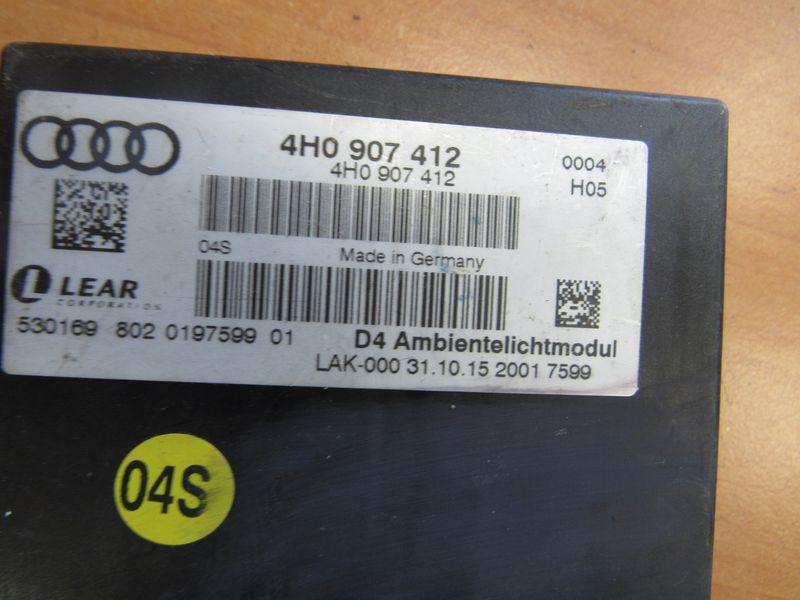 4H0 907 412
4H0 907 412
0004
H05
04S
Made in Germany
LEAR
CORPORATION
530169 802 0197599 01
D4 Ambientelichtmodul
LAK-000 31.10.15 2001 7599
04S